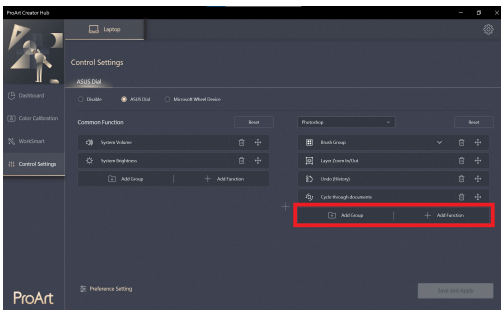 ProArt Creator Hub
Laptop
Control Settings
ASUS Dial
Disable ASUS Dial Microsoft Wheel Device
Dashboard
Color Calibration
WorkSmart
Control Settings
Common Function Reset
System Volume
System Brightness
Add Group Add Function
Photoshop Reset
Brush Group
Layer Zoom In/Out
Undo (History)
Cycle through documents
Add Group Add Function
Preference Setting
Save and Apply
ProArt